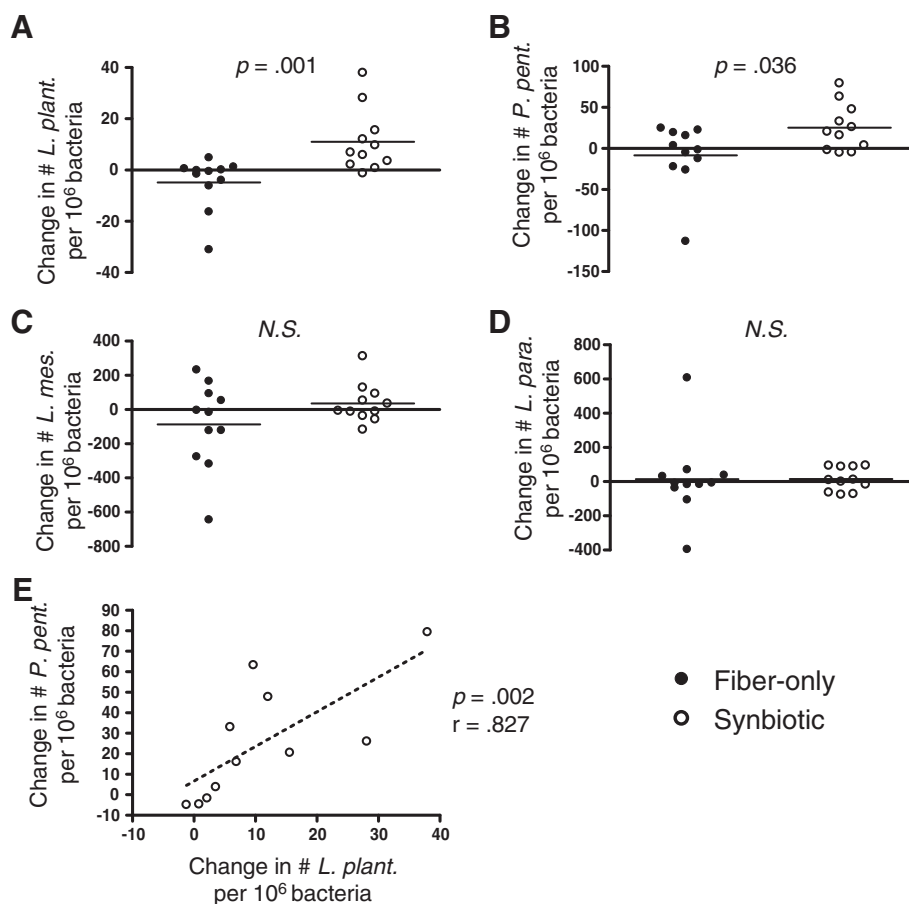 A
p = .001
Change in # L. plant.
per 10⁶ bacteria
40
20
0
-20
-40
B
p = .036
Change in # P. pent.
per 10⁶ bacteria
100
50
0
-50
-100
-150
C
N.S.
Change in # L. mes.
per 10⁶ bacteria
400
200
0
-200
-400
-600
-800
D
N.S.
Change in # L. para.
per 10⁶ bacteria
800
600
400
200
0
-200
-400
E
Change in # P. pent.
per 10⁶ bacteria
90
80
70
60
50
40
30
20
10
0
-10
-10 0 10 20 30 40
Change in # L. plant.
per 10⁶ bacteria
p = .002
r = .827
Fiber-only
Synbiotic